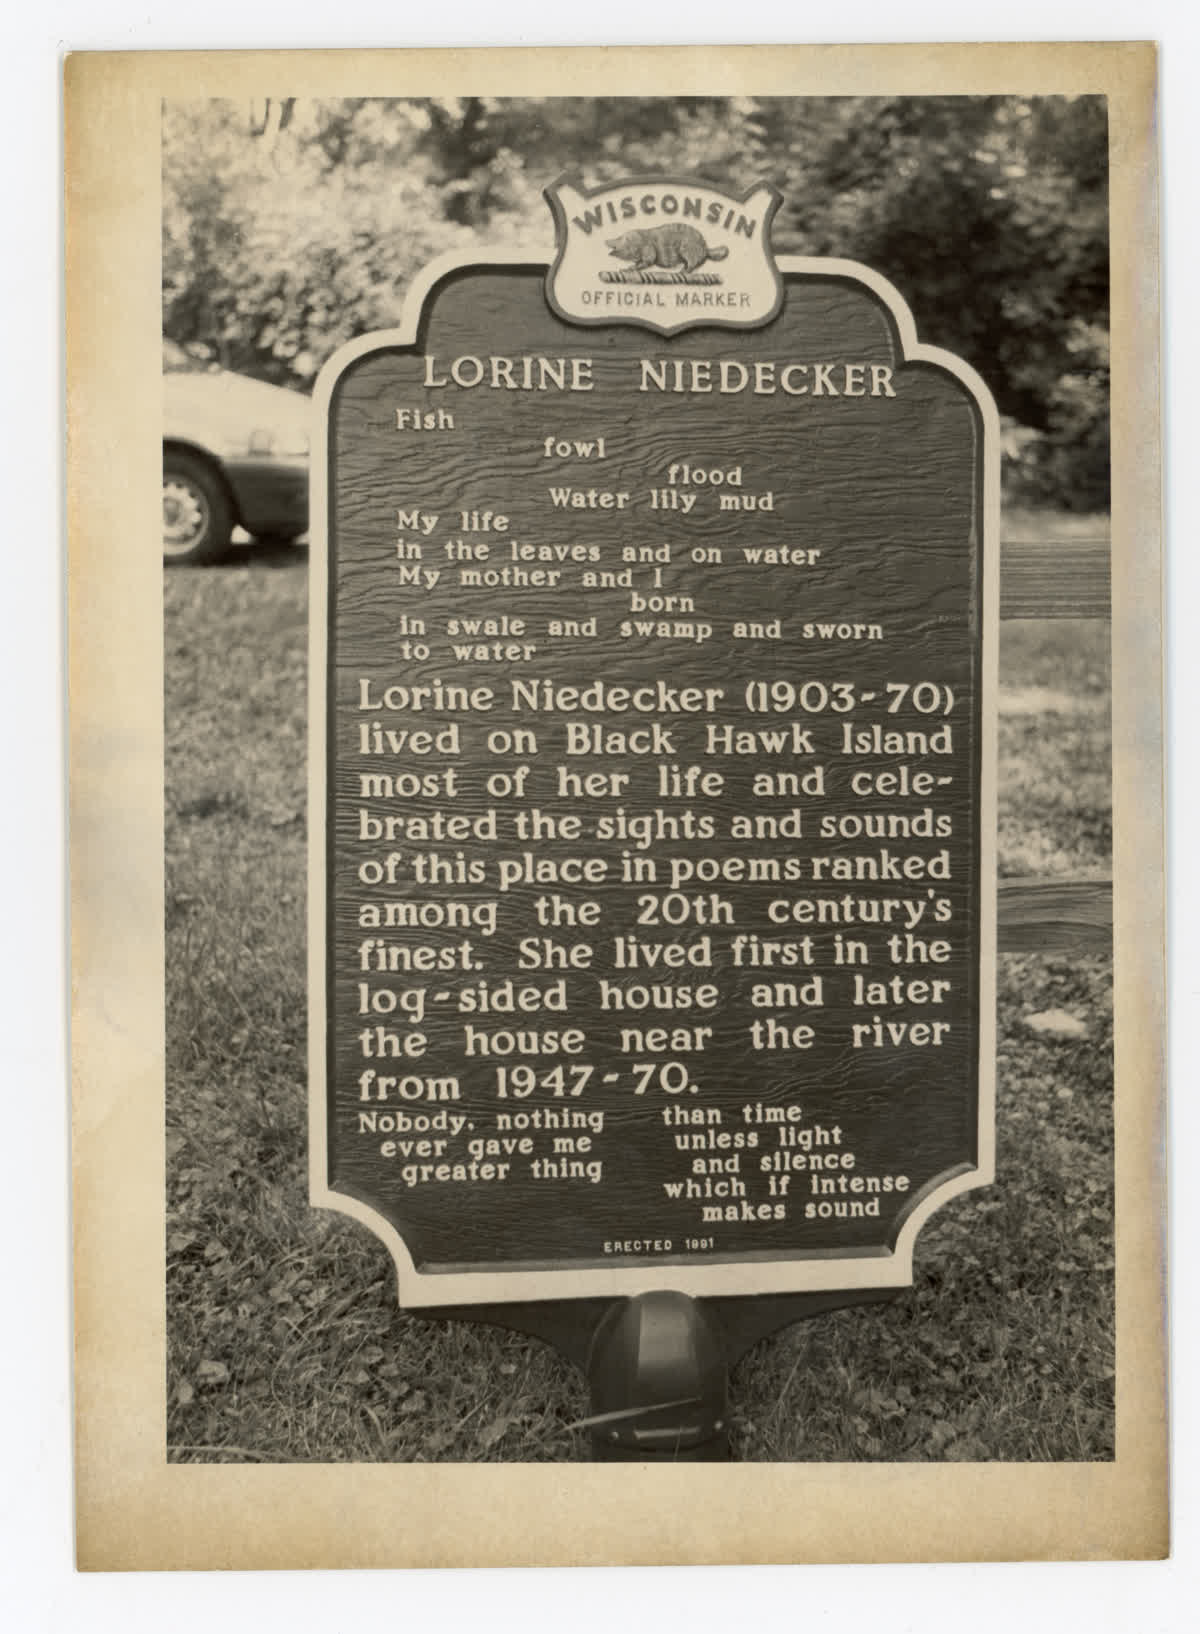 WISCONSIN
OFFICIAL MARKER
LORINE NIEDECKER
Fish
fowl
flood
Water lily mud
My life
in the leaves and on water
My mother and I
born
in swale and swamp and sworn
to water
Lorine Niedecker (1903-70)
lived on Black Hawk Island
most of her life and cele-
brated the sights and sounds
of this place in poems ranked
among the 20th century's
finest. She lived first in the
log-sided house and later
the house near the river
from 1947-70.
Nobody, nothing
ever gave me
greater thing
than time
unless light
and silence
which if intense
makes sound
ERECTED 1991